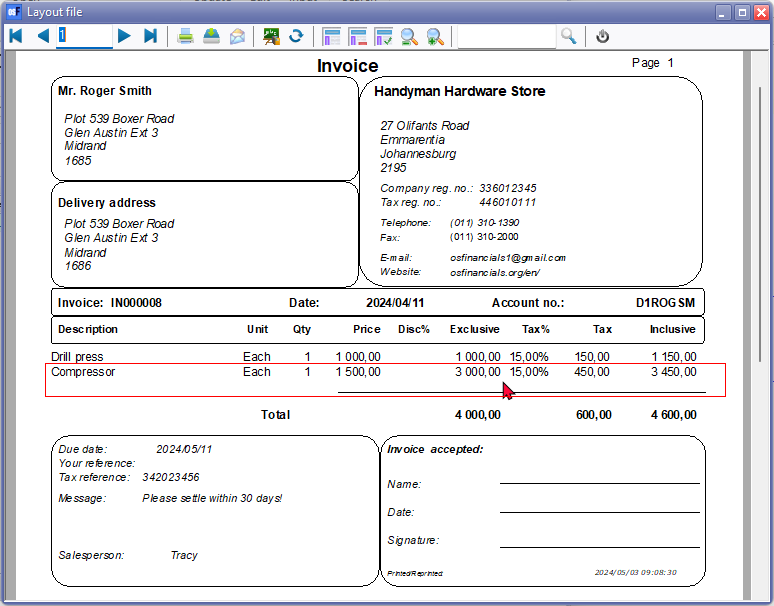 Layout file
1
Invoice
Page 1
Mr. Roger Smith
Plot 539 Boxer Road
Glen Austin Ext 3
Midrand
1685
Handyman Hardware Store
27 Olifants Road
Emmarentia
Johannesburg
2195
Company reg. no.: 336012345
Tax reg. no.: 446010111
Telephone: (011) 310-1390
Fax: (011) 310-2000
E-mail: osfinancials1@gmail.com
Website: osfinancials.org/en/
Delivery address
Plot 539 Boxer Road
Glen Austin Ext 3
Midrand
1686
Invoice: IN000008 Date: 2024/04/11 Account no.: D1ROGSM
Description Unit Qty Price Disc% Exclusive Tax% Tax Inclusive
Drill press Each 1 1 000,00 1 000,00 15,00% 150,00 1 150,00
Compressor Each 1 1 500,00 3 000,00 15,00% 450,00 3 450,00
Total 4 000,00 600,00 4 600,00
Due date: 2024/05/11
Your reference:
Tax reference: 342023456
Message: Please settle within 30 days!
Salesperson: Tracy
Invoice accepted:
Name:
Date:
Signature:
Printed/Reprinted: 2024/05/03 09:08:30